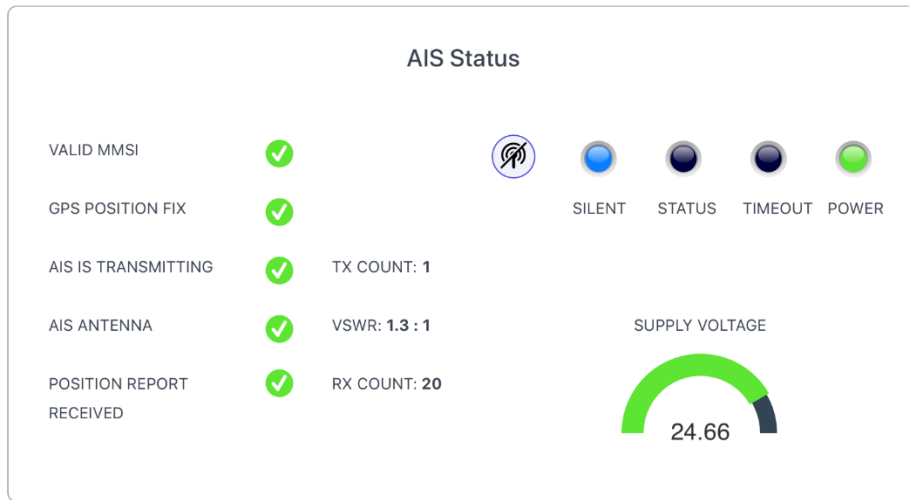 AIS Status
VALID MMSI
GPS POSITION FIX
SILENT STATUS TIMEOUT POWER
AIS IS TRANSMITTING TX COUNT: 1
AIS ANTENNA VSWR: 1.3 : 1
SUPPLY VOLTAGE
POSITION REPORT
RECEIVED
RX COUNT: 20
24.66